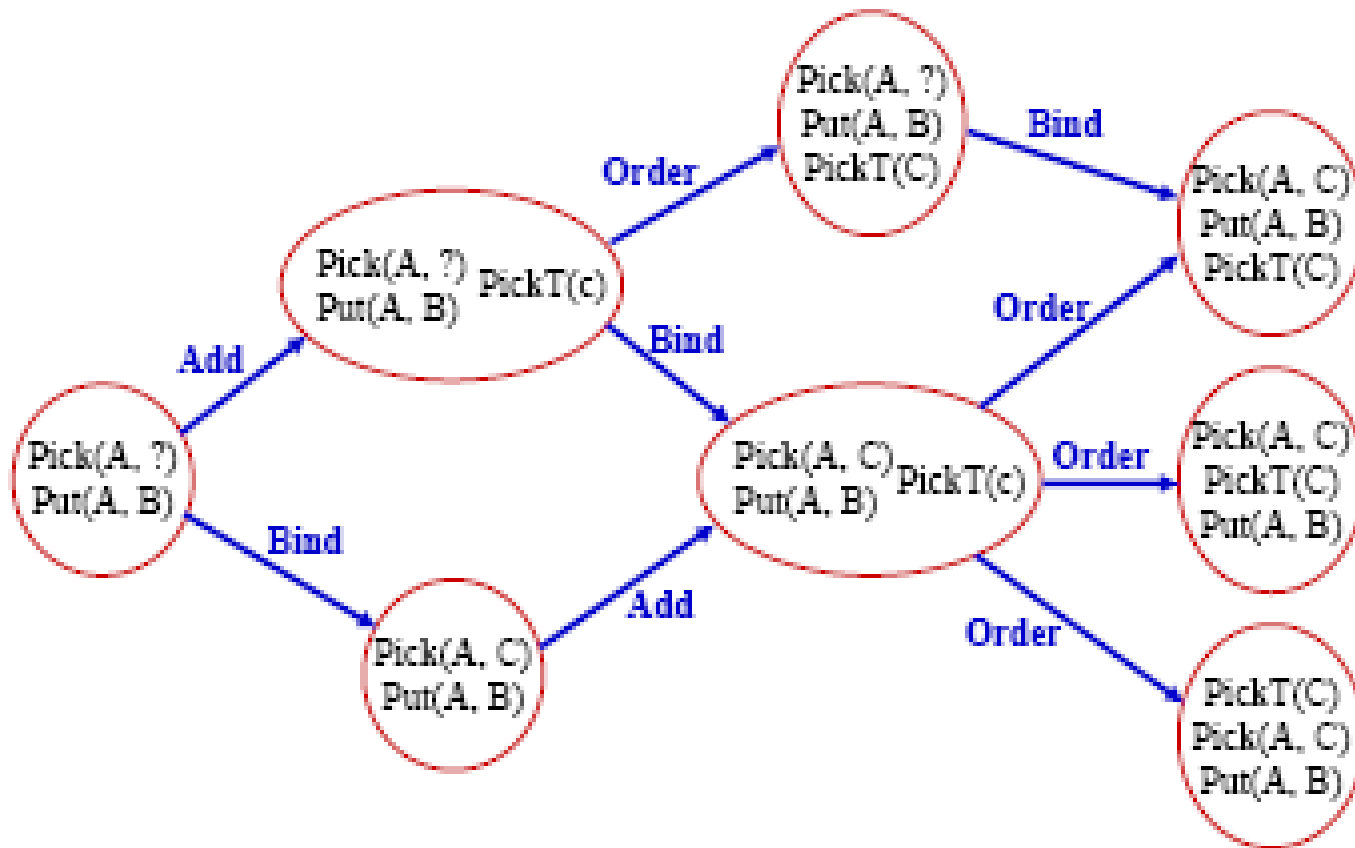 Pick(A, ?)
Put(A, B)
PickT(C)
Bind
Order
Pick(A, C)
Put(A, B)
PickT(C)
Pick(A, ?)
Put(A, B)
PickT(c)
Order
Bind
Add
Pick(A, ?)
Put(A, B)
Pick(A, C)
Put(A, B)
PickT(c)
Order
Pick(A, C)
PickT(C)
Put(A, B)
Bind
Add
Order
Pick(A, C)
Put(A, B)
PickT(C)
Pick(A, C)
Put(A, B)